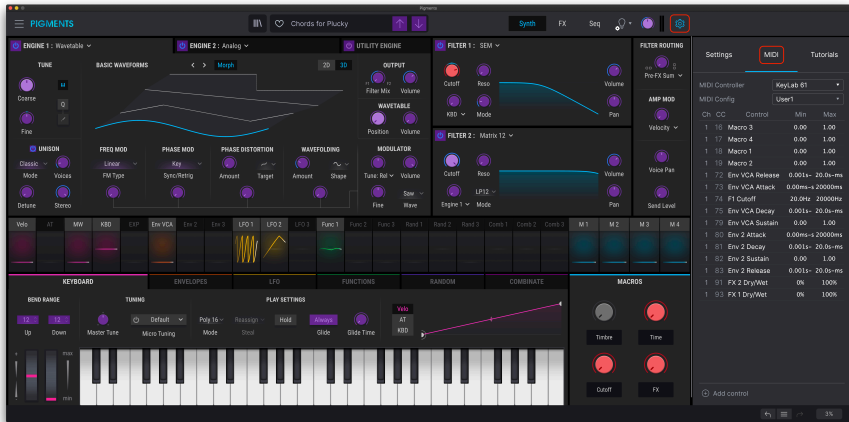 Pigments
PIGMENTS
Chords for Plucky
Synth FX Seq
ENGINE 1 : Wavetable
ENGINE 2 : Analog
UTILITY ENGINE
FILTER 1 : SEM
FILTER ROUTING
Settings MIDI Tutorials
TUNE
BASIC WAVEFORMS
Morph
2D 3D
OUTPUT
Coarse
M
Q
Fine
Filter Mix Volume
WAVETABLE
Position Volume
Cutoff Reso
KBD Mode
Volume
Pan
Pre-FX Sum
AMP MOD
Velocity
MIDI Controller KeyLab 61
MIDI Config User1
Ch CC Control Min Max
1 16 Macro 3 0.00 1.00
1 17 Macro 4 0.00 1.00
1 18 Macro 1 0.00 1.00
1 19 Macro 2 0.00 1.00
1 72 Env VCA Release 0.001s- 20.0s-ms
1 73 Env VCA Attack 0.00ms-s 20000ms
1 74 F1 Cutoff 20.0Hz 20000Hz
1 75 Env VCA Decay 0.001s- 20.0s-ms
1 79 Env VCA Sustain 0.00 1.00
1 80 Env 2 Attack 0.00ms-s 20000ms
1 81 Env 2 Decay 0.001s- 20.0s-ms
1 82 Env 2 Sustain 0.00 1.00
1 83 Env 2 Release 0.001s- 20.0s-ms
1 91 FX 2 Dry/Wet 0% 100%
1 93 FX 1 Dry/Wet 0% 100%
UNISON
FREQ MOD
PHASE MOD
PHASE DISTORTION
WAVEFOLDING
MODULATOR
Classic
Mode Voices
Detune Stereo
Linear
FM Type
Key
Sync/Retrig
Amount Target
Amount Shape
Tune: Rel Volume
Fine
Saw
Wave
FILTER 2 : Matrix 12
Cutoff Reso
Engine 1
LP12
Mode
Volume
Pan
Voice Pan
Send Level
Velo AT MW KBD EXP Env VCA Env 2 Env 3 LFO 1 LFO 2 LFO 3 Func 1 Func 2 Func 3 Rand 1 Rand 2 Rand 3 Comb 1 Comb 2 Comb 3 M 1 M 2 M 3 M 4
KEYBOARD ENVELOPES LFO FUNCTIONS RANDOM COMBINATE MACROS
BEND RANGE
TUNING
PLAY SETTINGS
12 12
Up Down
Master Tune
Default
Micro Tuning
Poly 16
Mode
Reassign
Steal
Hold
Always
Glide
Glide Time
Velo
AT
KBD
Timbre Time
Cutoff FX
max
min
Add control
3%